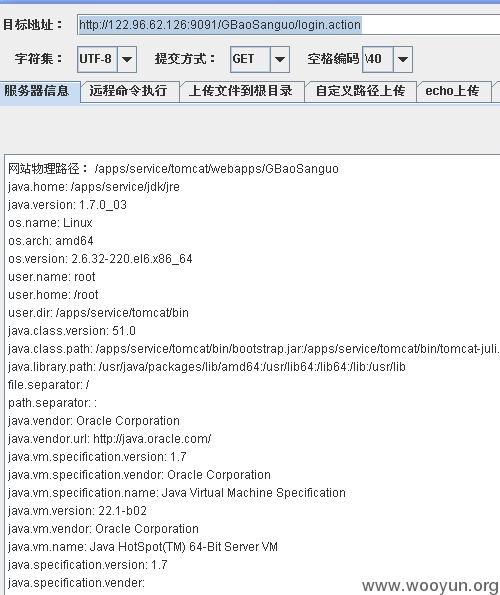 目标地址： http://122.96.62.126:9091/GBaoSanguo/login.action
字符集： UTF-8 提交方式： GET 空格编码 \40
服务器信息 远程命令执行 上传文件到根目录 自定义路径上传 echo上传
网站物理路径： /apps/service/tomcat/webapps/GBaoSanguo
java.home: /apps/service/jdk/jre
java.version: 1.7.0_03
os.name: Linux
os.arch: amd64
os.version: 2.6.32-220.el6.x86_64
user.name: root
user.home: /root
user.dir: /apps/service/tomcat/bin
java.class.version: 51.0
java.class.path: /apps/service/tomcat/bin/bootstrap.jar:/apps/service/tomcat/bin/tomcat-juli.
java.library.path: /usr/java/packages/lib/amd64:/usr/lib64:/lib64:/lib:/usr/lib
file.separator: /
path.separator: :
java.vendor: Oracle Corporation
java.vendor.url: http://java.oracle.com/
java.vm.specification.version: 1.7
java.vm.specification.vendor: Oracle Corporation
java.vm.specification.name: Java Virtual Machine Specification
java.vm.version: 22.1-b02
java.vm.vendor: Oracle Corporation
java.vm.name: Java HotSpot(TM) 64-Bit Server VM
java.specification.version: 1.7
java.specification.vender:
www.wooyun.org